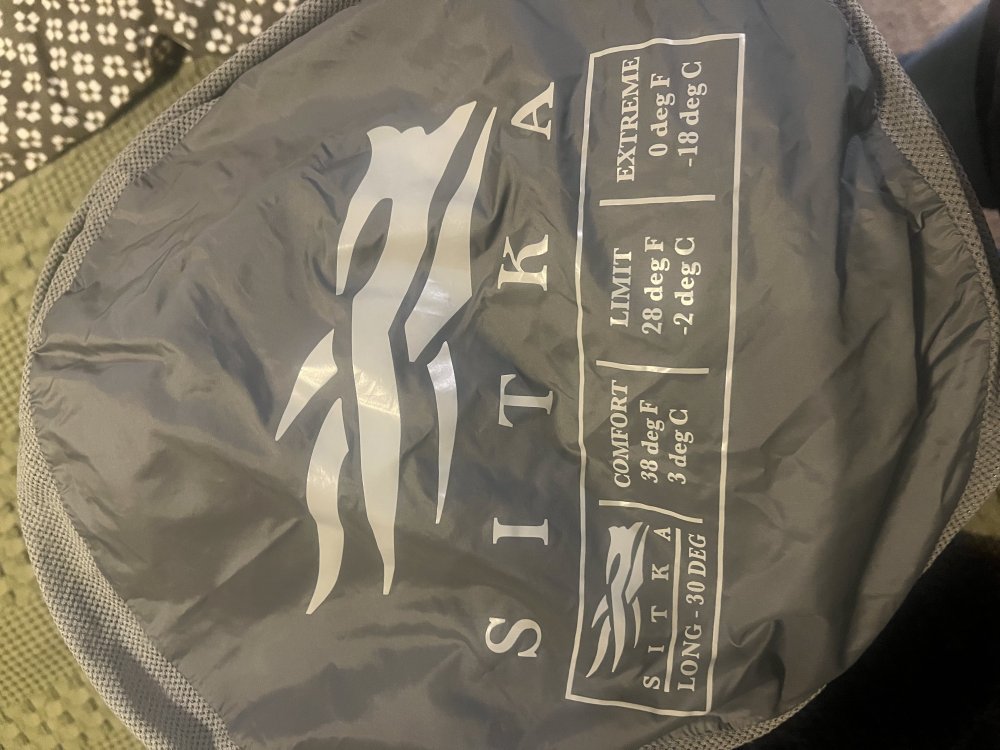 SITKA
SITKA
LONG - 30 DEG
COMFORT
38 deg F
3 deg C
LIMIT
28 deg F
-2 deg C
EXTREME
0 deg F
-18 deg C